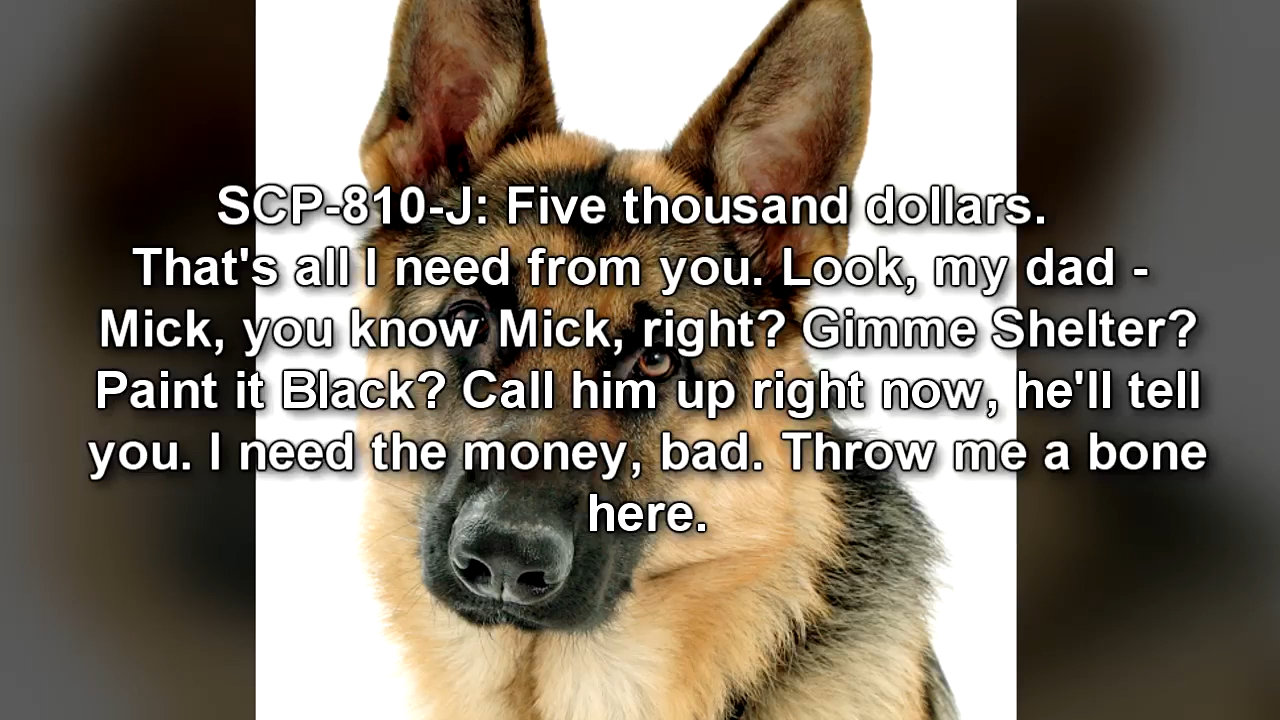 SCP-810-J: Five thousand dollars.
That's all I need from you. Look, my dad -
Mick, you know Mick, right? Gimme Shelter?
Paint it Black? Call him up right now, he'll tell
you. I need the money, bad. Throw me a bone
here.